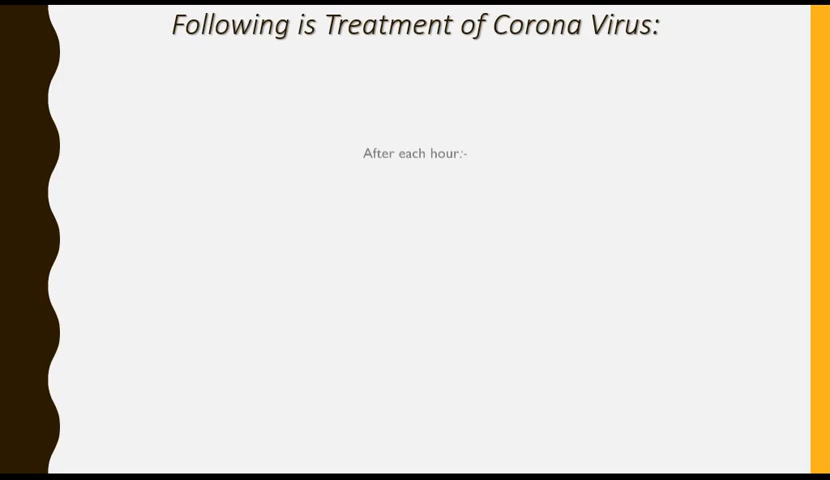 Following is Treatment of Corona Virus:
After each hour:-